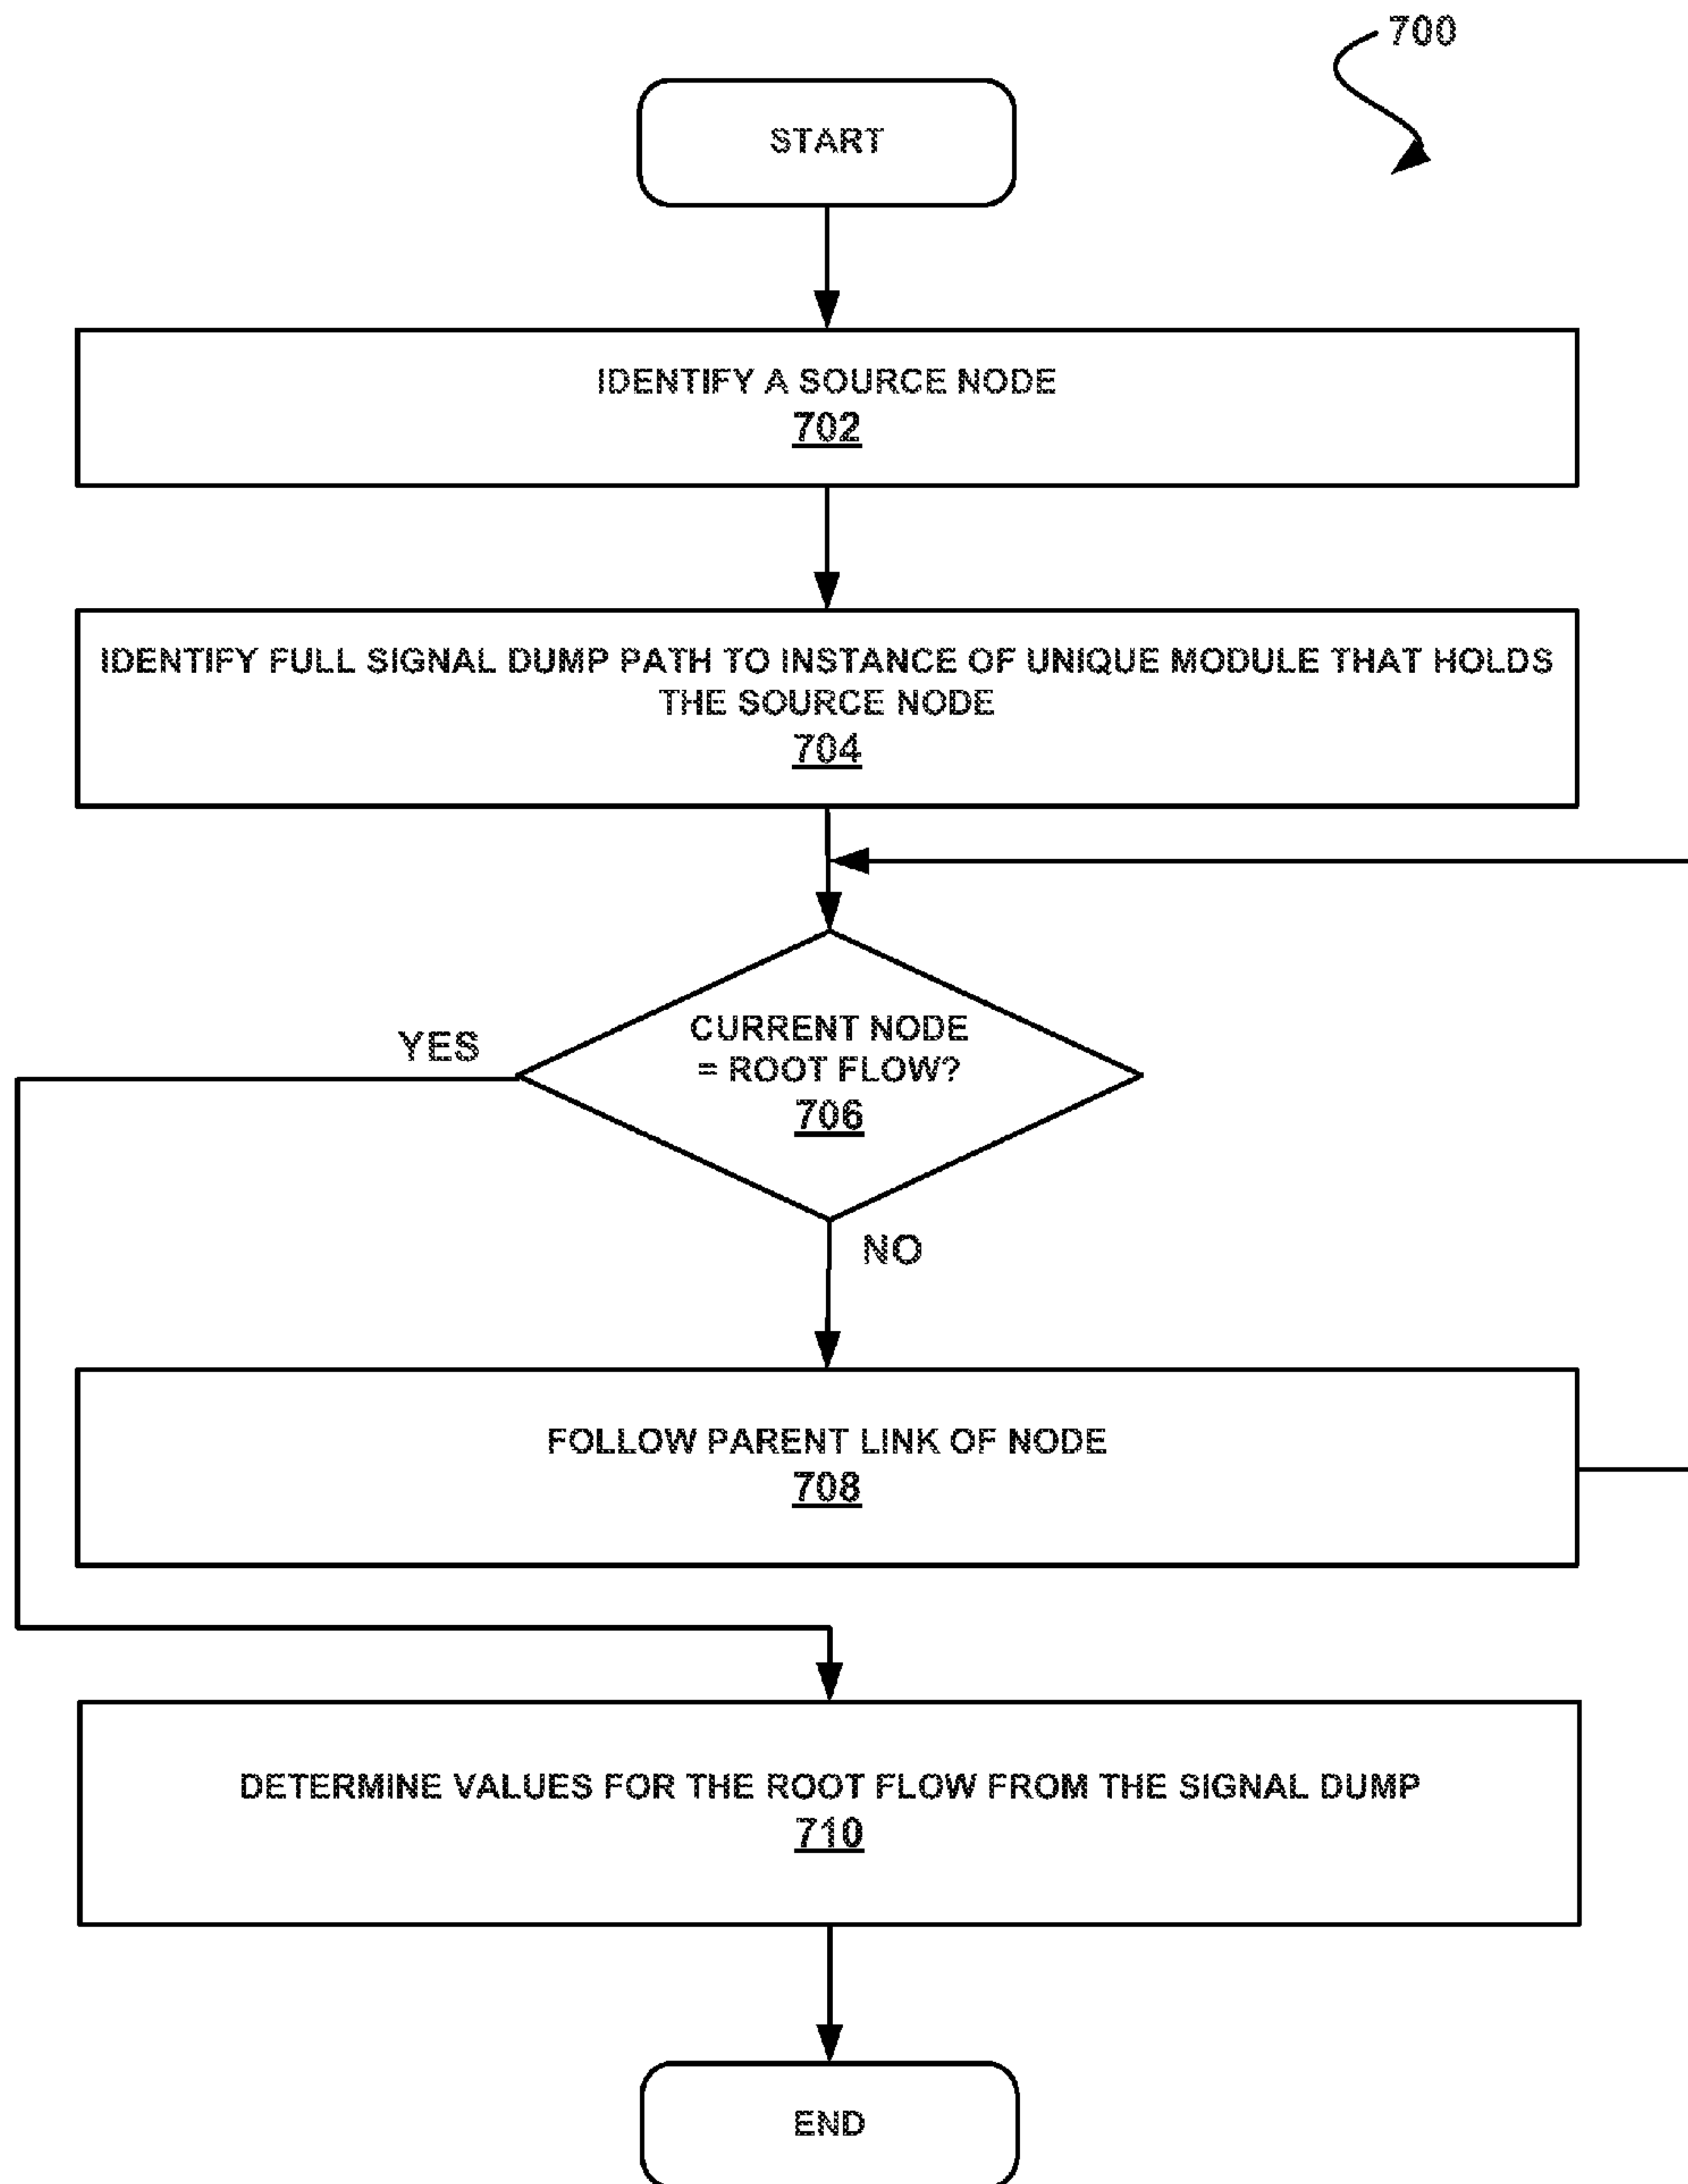 700
START
IDENTIFY A SOURCE NODE
702
IDENTIFY FULL SIGNAL DUMP PATH TO INSTANCE OF UNIQUE MODULE THAT HOLDS
THE SOURCE NODE
704
CURRENT NODE
= ROOT FLOW?
706
YES
NO
FOLLOW PARENT LINK OF NODE
708
DETERMINE VALUES FOR THE ROOT FLOW FROM THE SIGNAL DUMP
710
END